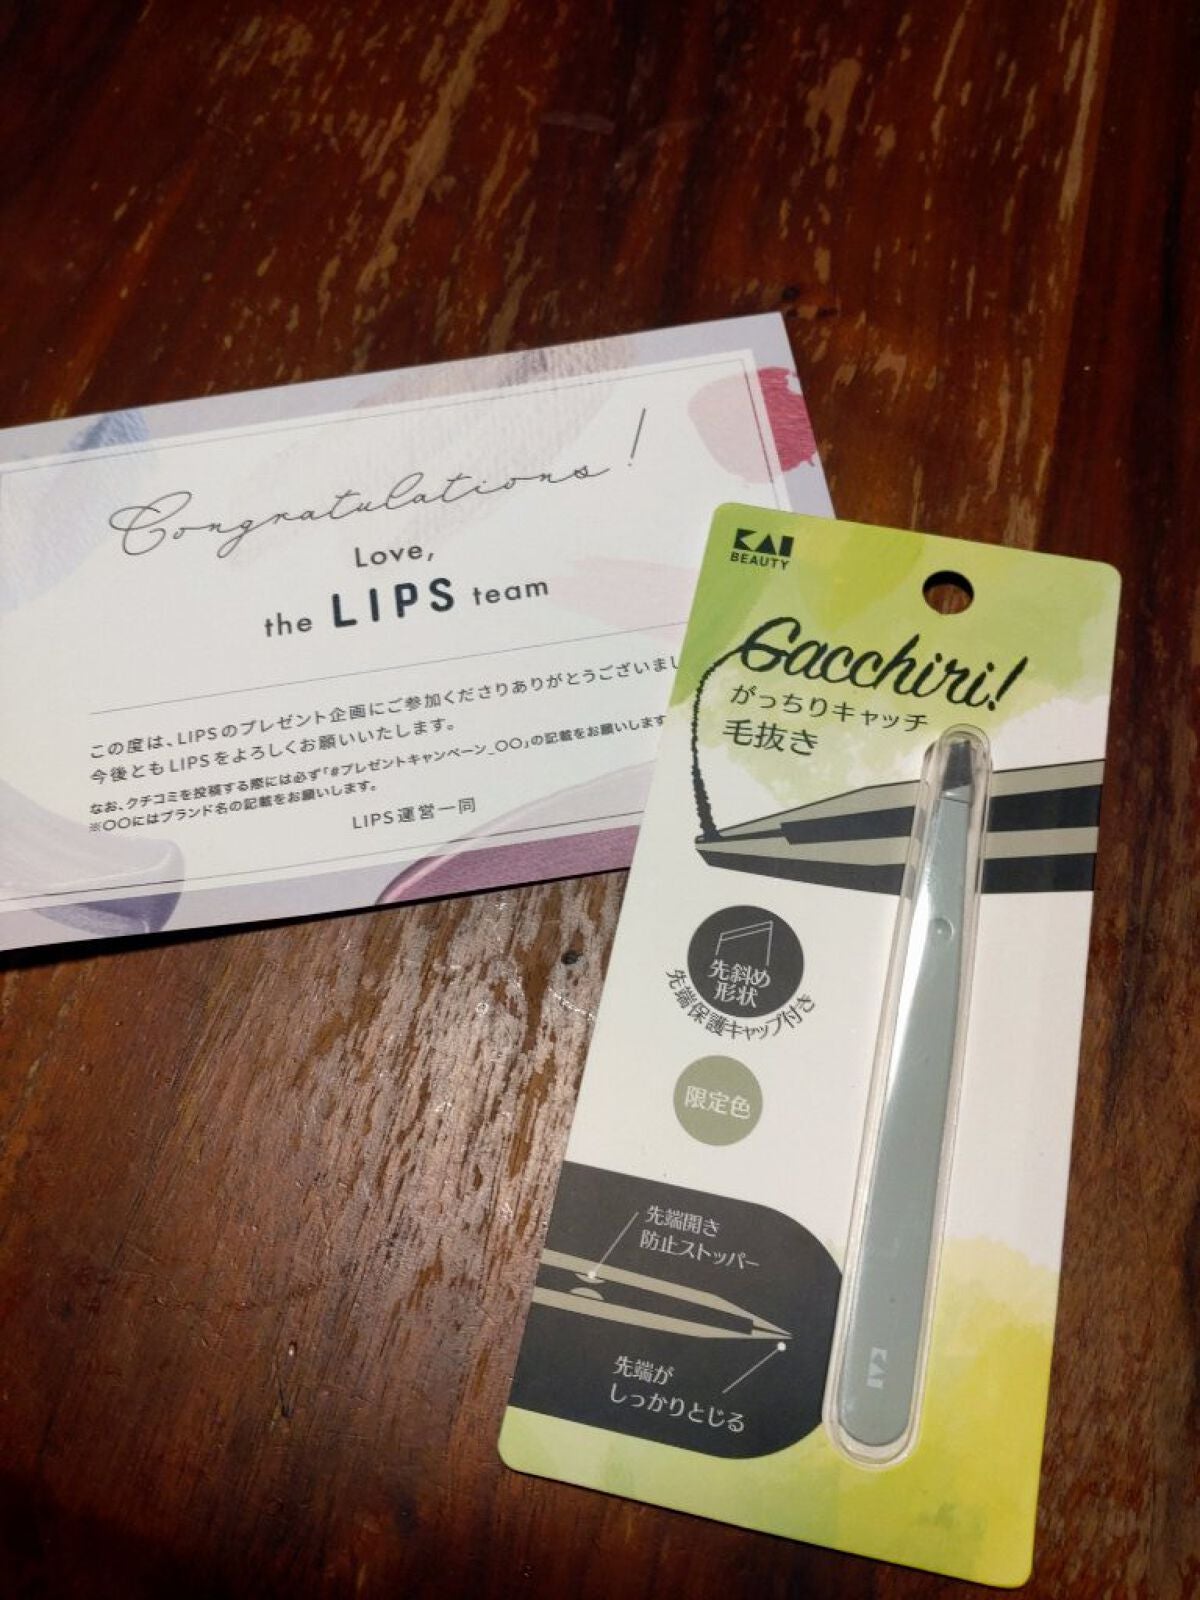 Congratulations!
Love,
the LIPS team
この度は、LIPSのプレゼント企画にご参加くださりありがとうございまし
今後ともLIPSをよろしくお願いいたします。
なお、クチコミを投稿する際には必ず「#プレゼントキャンペーン_〇〇」の記載をお願いします
※〇〇にはブランド名の記載をお願いします。
LIPS運営一同
KAI
BEAUTY
Gacchiri!
がっちりキャッチ
毛抜き
先斜め
形状
先端保護キャップ付き
限定色
先端開き
防止ストッパー
先端が
しっかりとじる
KAI